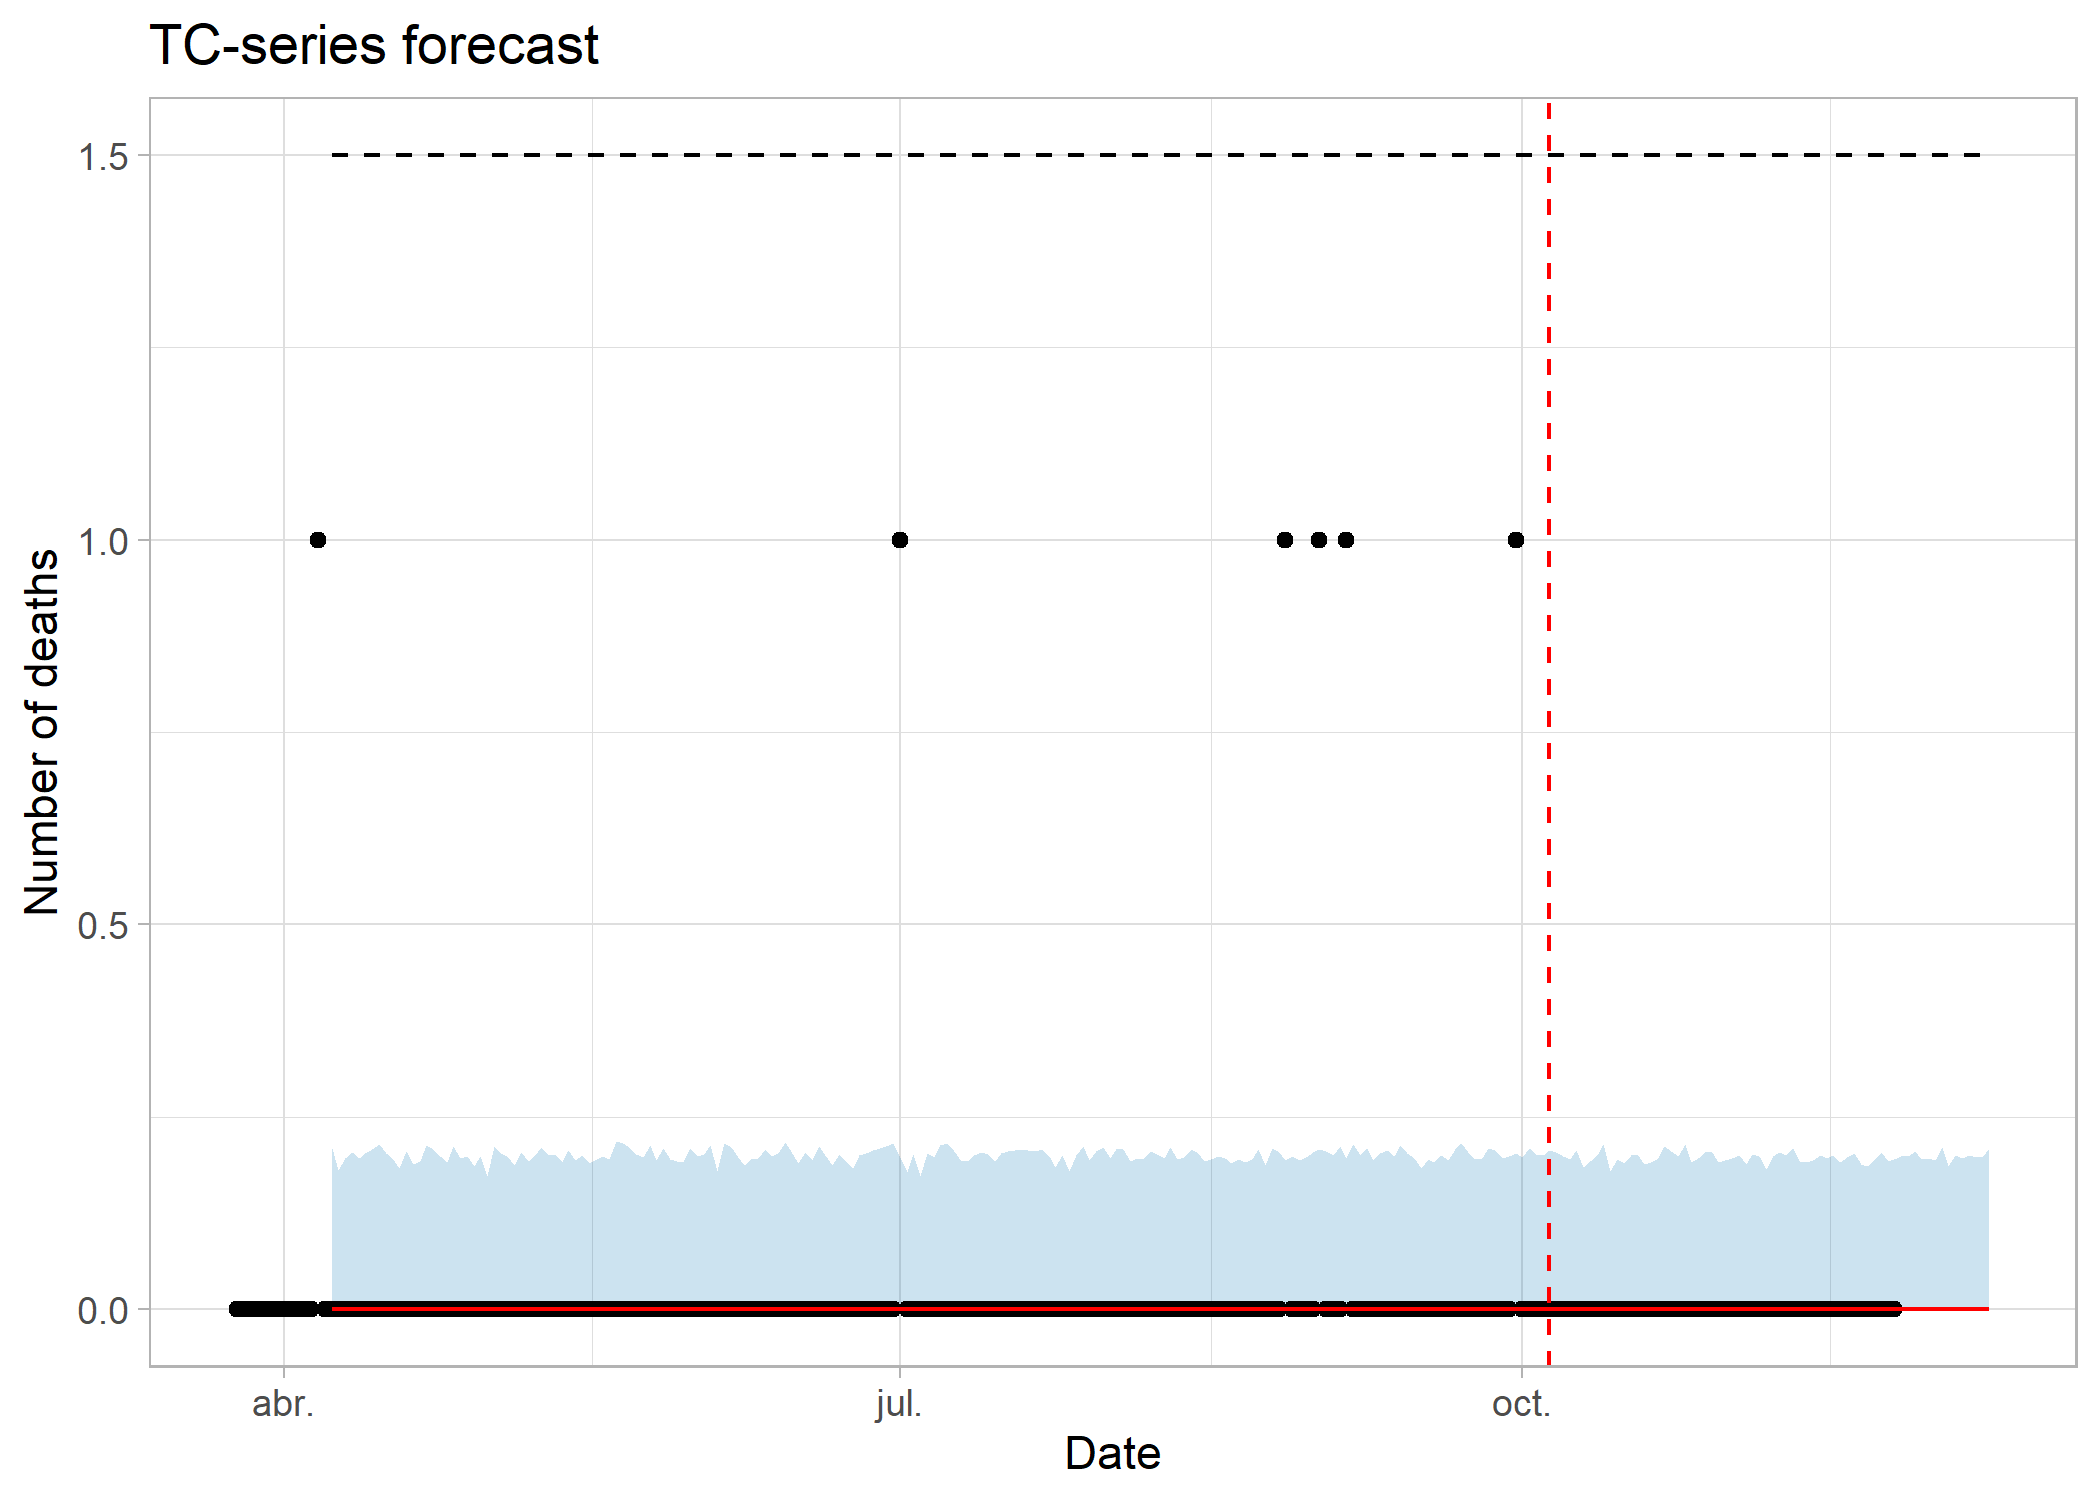 TC-series forecast
1.5
1.0
0.5
0.0
Number of deaths
abr.
jul.
oct.
Date